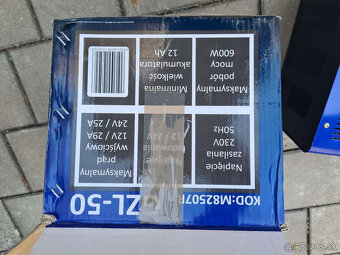 KOD:M82507
ZL-50
Napięcie
zasilania
230V
50Hz
Napięcie
ładowania
12 / 24V
Maksymalny
prąd
wyjściowy
12V / 29A
24V / 25A
Maksymalny
pobór
mocy
600W
Minimalna
wielkość
akumulatora
12 Ah